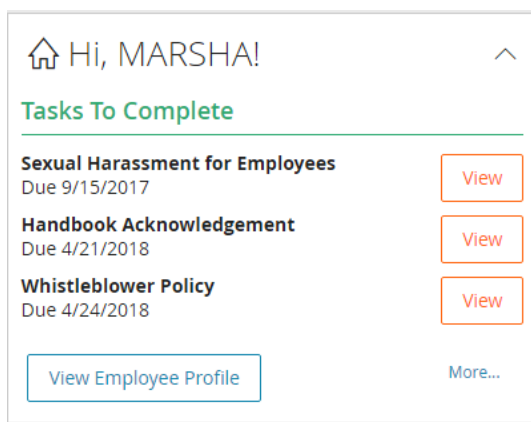 Hi, MARSHA!
Tasks To Complete
Sexual Harassment for Employees
Due 9/15/2017
View
Handbook Acknowledgement
Due 4/21/2018
View
Whistleblower Policy
Due 4/24/2018
View
View Employee Profile
More...